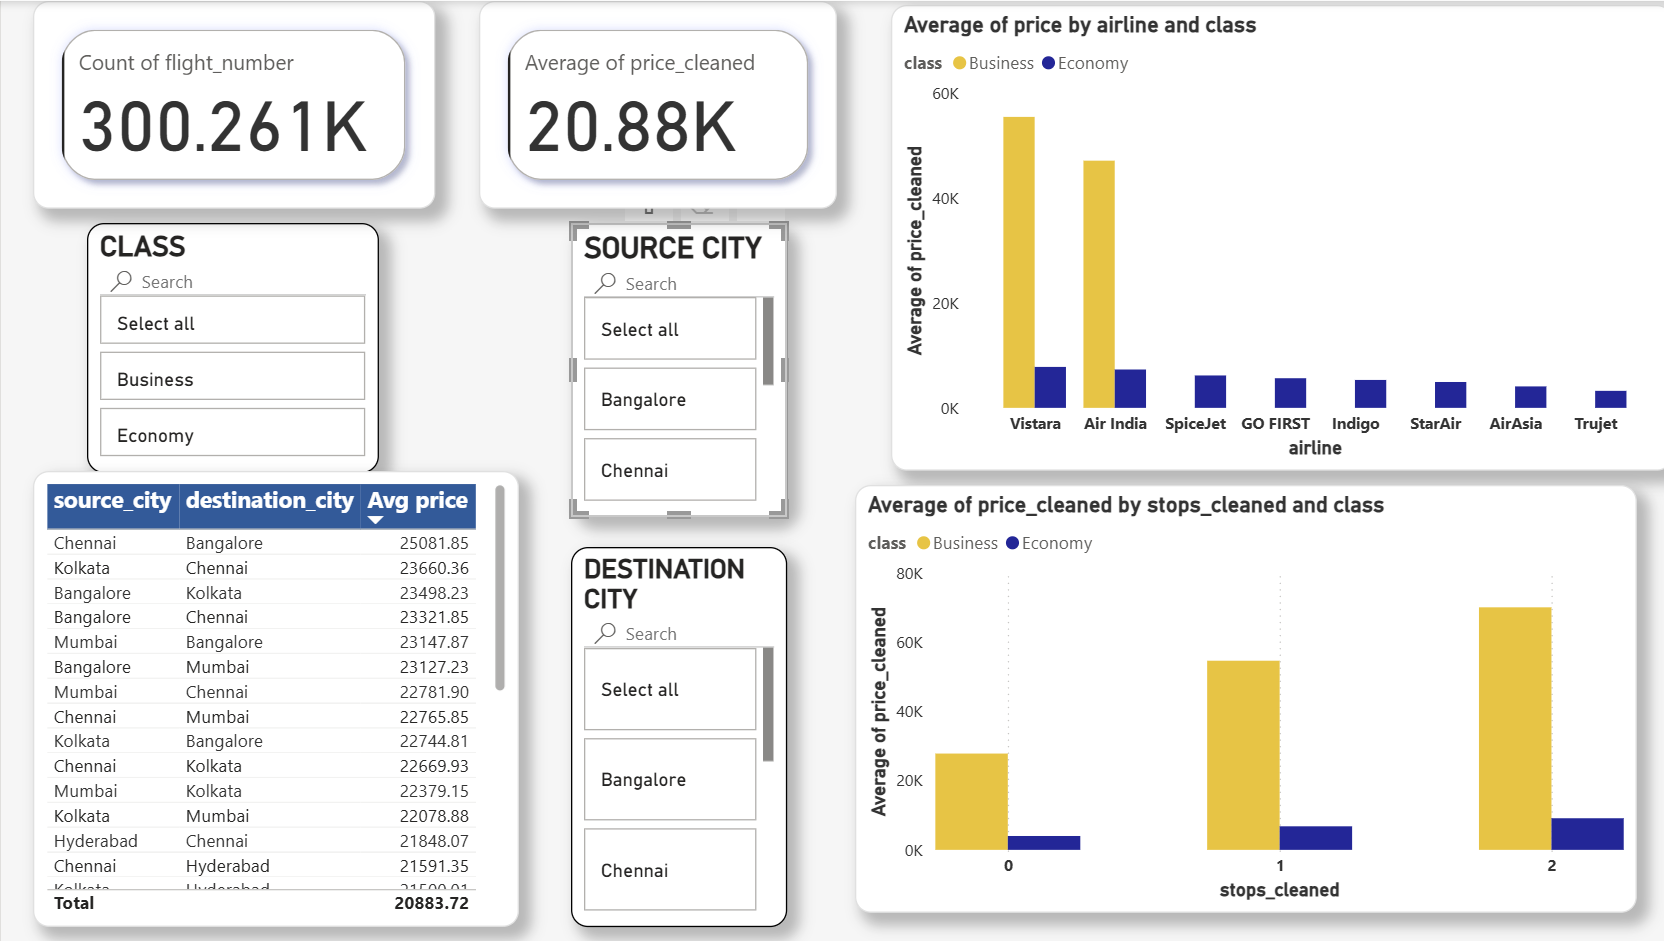 Count of flight_number
300.261K
Average of price_cleaned
20.88K
CLASS
Search
Select all
Business
Economy
SOURCE CITY
Search
Select all
Bangalore
Chennai
source_city destination_city Avg price
Chennai Bangalore 25081.85
Kolkata Chennai 23660.36
Bangalore Kolkata 23498.23
Bangalore Chennai 23321.85
Mumbai Bangalore 23147.87
Bangalore Mumbai 23127.23
Mumbai Chennai 22781.90
Chennai Mumbai 22765.85
Kolkata Bangalore 22744.81
Chennai Kolkata 22669.93
Mumbai Kolkata 22379.15
Kolkata Mumbai 22078.88
Hyderabad Chennai 21848.07
Chennai Hyderabad 21591.35
Kolkata Hyderabad
Total 20883.72
DESTINATION
CITY
Search
Select all
Bangalore
Chennai
Average of price by airline and class
class Business Economy
Average of price_cleaned
60K
40K
20K
0K
Vistara Air India SpiceJet GO FIRST Indigo StarAir AirAsia Trujet
airline
Average of price_cleaned by stops_cleaned and class
class Business Economy
Average of price_cleaned
80K
60K
40K
20K
0K
0 1 2
stops_cleaned